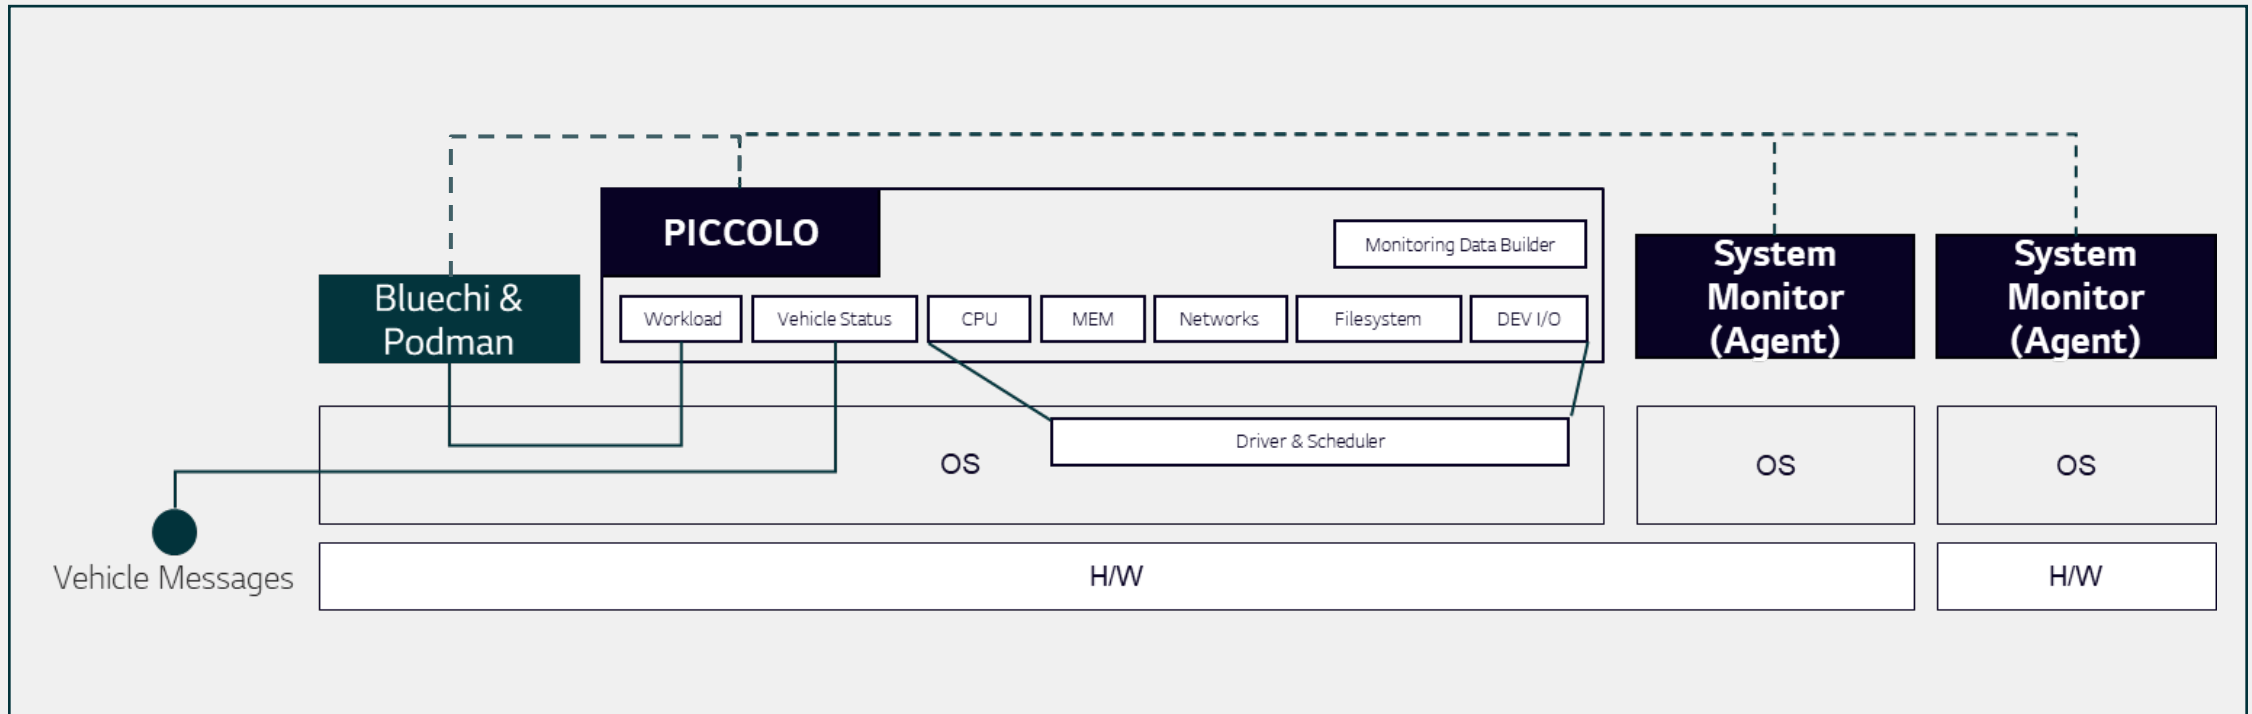 PICCOLO
Monitoring Data Builder
Bluechi &
Podman
Workload
Vehicle Status
CPU
MEM
Networks
Filesystem
DEV I/O
System
Monitor
(Agent)
System
Monitor
(Agent)
Driver & Scheduler
OS
OS
OS
Vehicle Messages
H/W
H/W